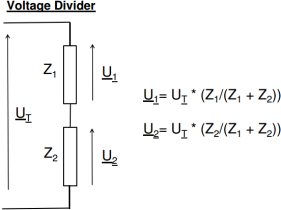 Voltage Divider
Z1
U1
U1= UT * (Z1/(Z1 + Z2))
UT
U2= UT * (Z2/(Z1 + Z2))
Z2
U2